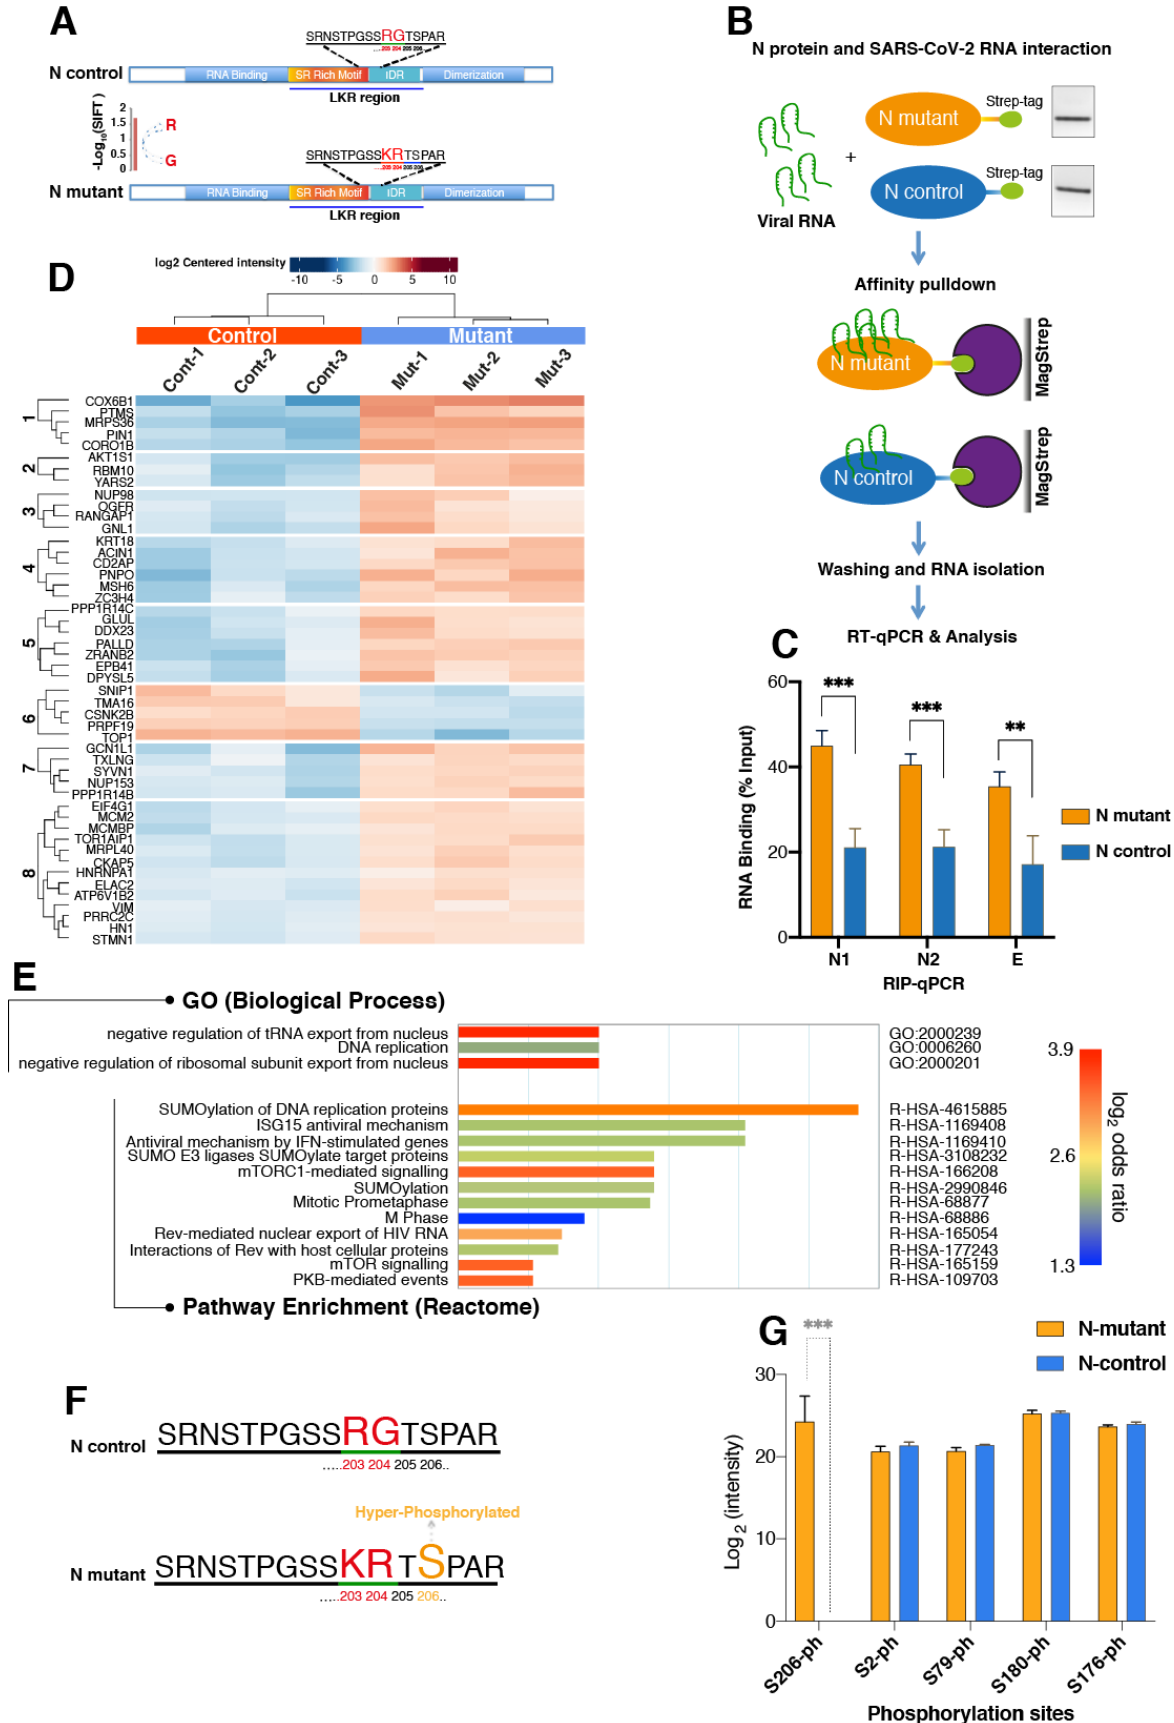 A
SRNSTPGSSRGTSPAR
...205 204 205 206...
N control
RNA Binding
SR Rich Motif
IDR
Dimerization
LKR region
-Log10(SIFT )
2
1.5
1
0.5
0
R
G
SRNSTPGSSKRTSPAR
...205 204 205 206...
N mutant
RNA Binding
SR Rich Motif
IDR
Dimerization
LKR region
B
N protein and SARS-CoV-2 RNA interaction
Viral RNA
+
N mutant
Strep-tag
N control
Strep-tag
Affinity pulldown
N mutant
MagStrep
N control
MagStrep
Washing and RNA isolation
RT-qPCR & Analysis
C
RNA Binding (% Input)
60
40
20
0
***
***
**
N1
N2
E
RIP-qPCR
N mutant
N control
D
log2 Centered intensity
-10
-5
0
5
10
Control
Mutant
Cont-1
Cont-2
Cont-3
Mut-1
Mut-2
Mut-3
1
COX6B1
PTMS
MRPS36
PIN1
CORO1B
2
AKT1S1
RBM10
YARS2
3
NUP98
OGFR
RANGAP1
GNL1
4
KRT18
ACIN1
CD2AP
PNPO
MSH6
ZC3H4
5
PPP1R14C
GLUL
DDX23
PALLD
ZRANB2
EPB41
DPYSL5
6
SNIP1
TMA16
CSNK2B
PRPF19
TOP1
7
GCN1L1
TXLNG
SYVN1
NUP153
PPP1R14B
8
EIF4G1
MCM2
MCMBP
TOR1AIP1
MRPL40
CKAP5
HNRNPA1
ELAC2
ATP6V1B2
VIM
PRRC2C
HN1
STMN1
E
GO (Biological Process)
negative regulation of tRNA export from nucleus
GO:2000239
DNA replication
GO:0006260
negative regulation of ribosomal subunit export from nucleus
GO:2000201
SUMOylation of DNA replication proteins
R-HSA-4615885
ISG15 antiviral mechanism
R-HSA-1169408
Antiviral mechanism by IFN-stimulated genes
R-HSA-1169410
SUMO E3 ligases SUMOylate target proteins
R-HSA-3108232
mTORC1-mediated signalling
R-HSA-166208
SUMOylation
R-HSA-2990846
Mitotic Prometaphase
R-HSA-68877
M Phase
R-HSA-68886
Rev-mediated nuclear export of HIV RNA
R-HSA-165054
Interactions of Rev with host cellular proteins
R-HSA-177243
mTOR signalling
R-HSA-165159
PKB-mediated events
R-HSA-109703
Pathway Enrichment (Reactome)
3.9
2.6
1.3
log2 odds ratio
F
N control
SRNSTPGSSRGTSPAR
.....203 204 205 206..
Hyper-Phosphorylated
N mutant
SRNSTPGSSKRTSPAR
.....203 204 205 206..
G
N-mutant
N-control
***
Log 2 (intensity)
30
20
10
0
S206-ph
S2-ph
S79-ph
S180-ph
S176-ph
Phosphorylation sites